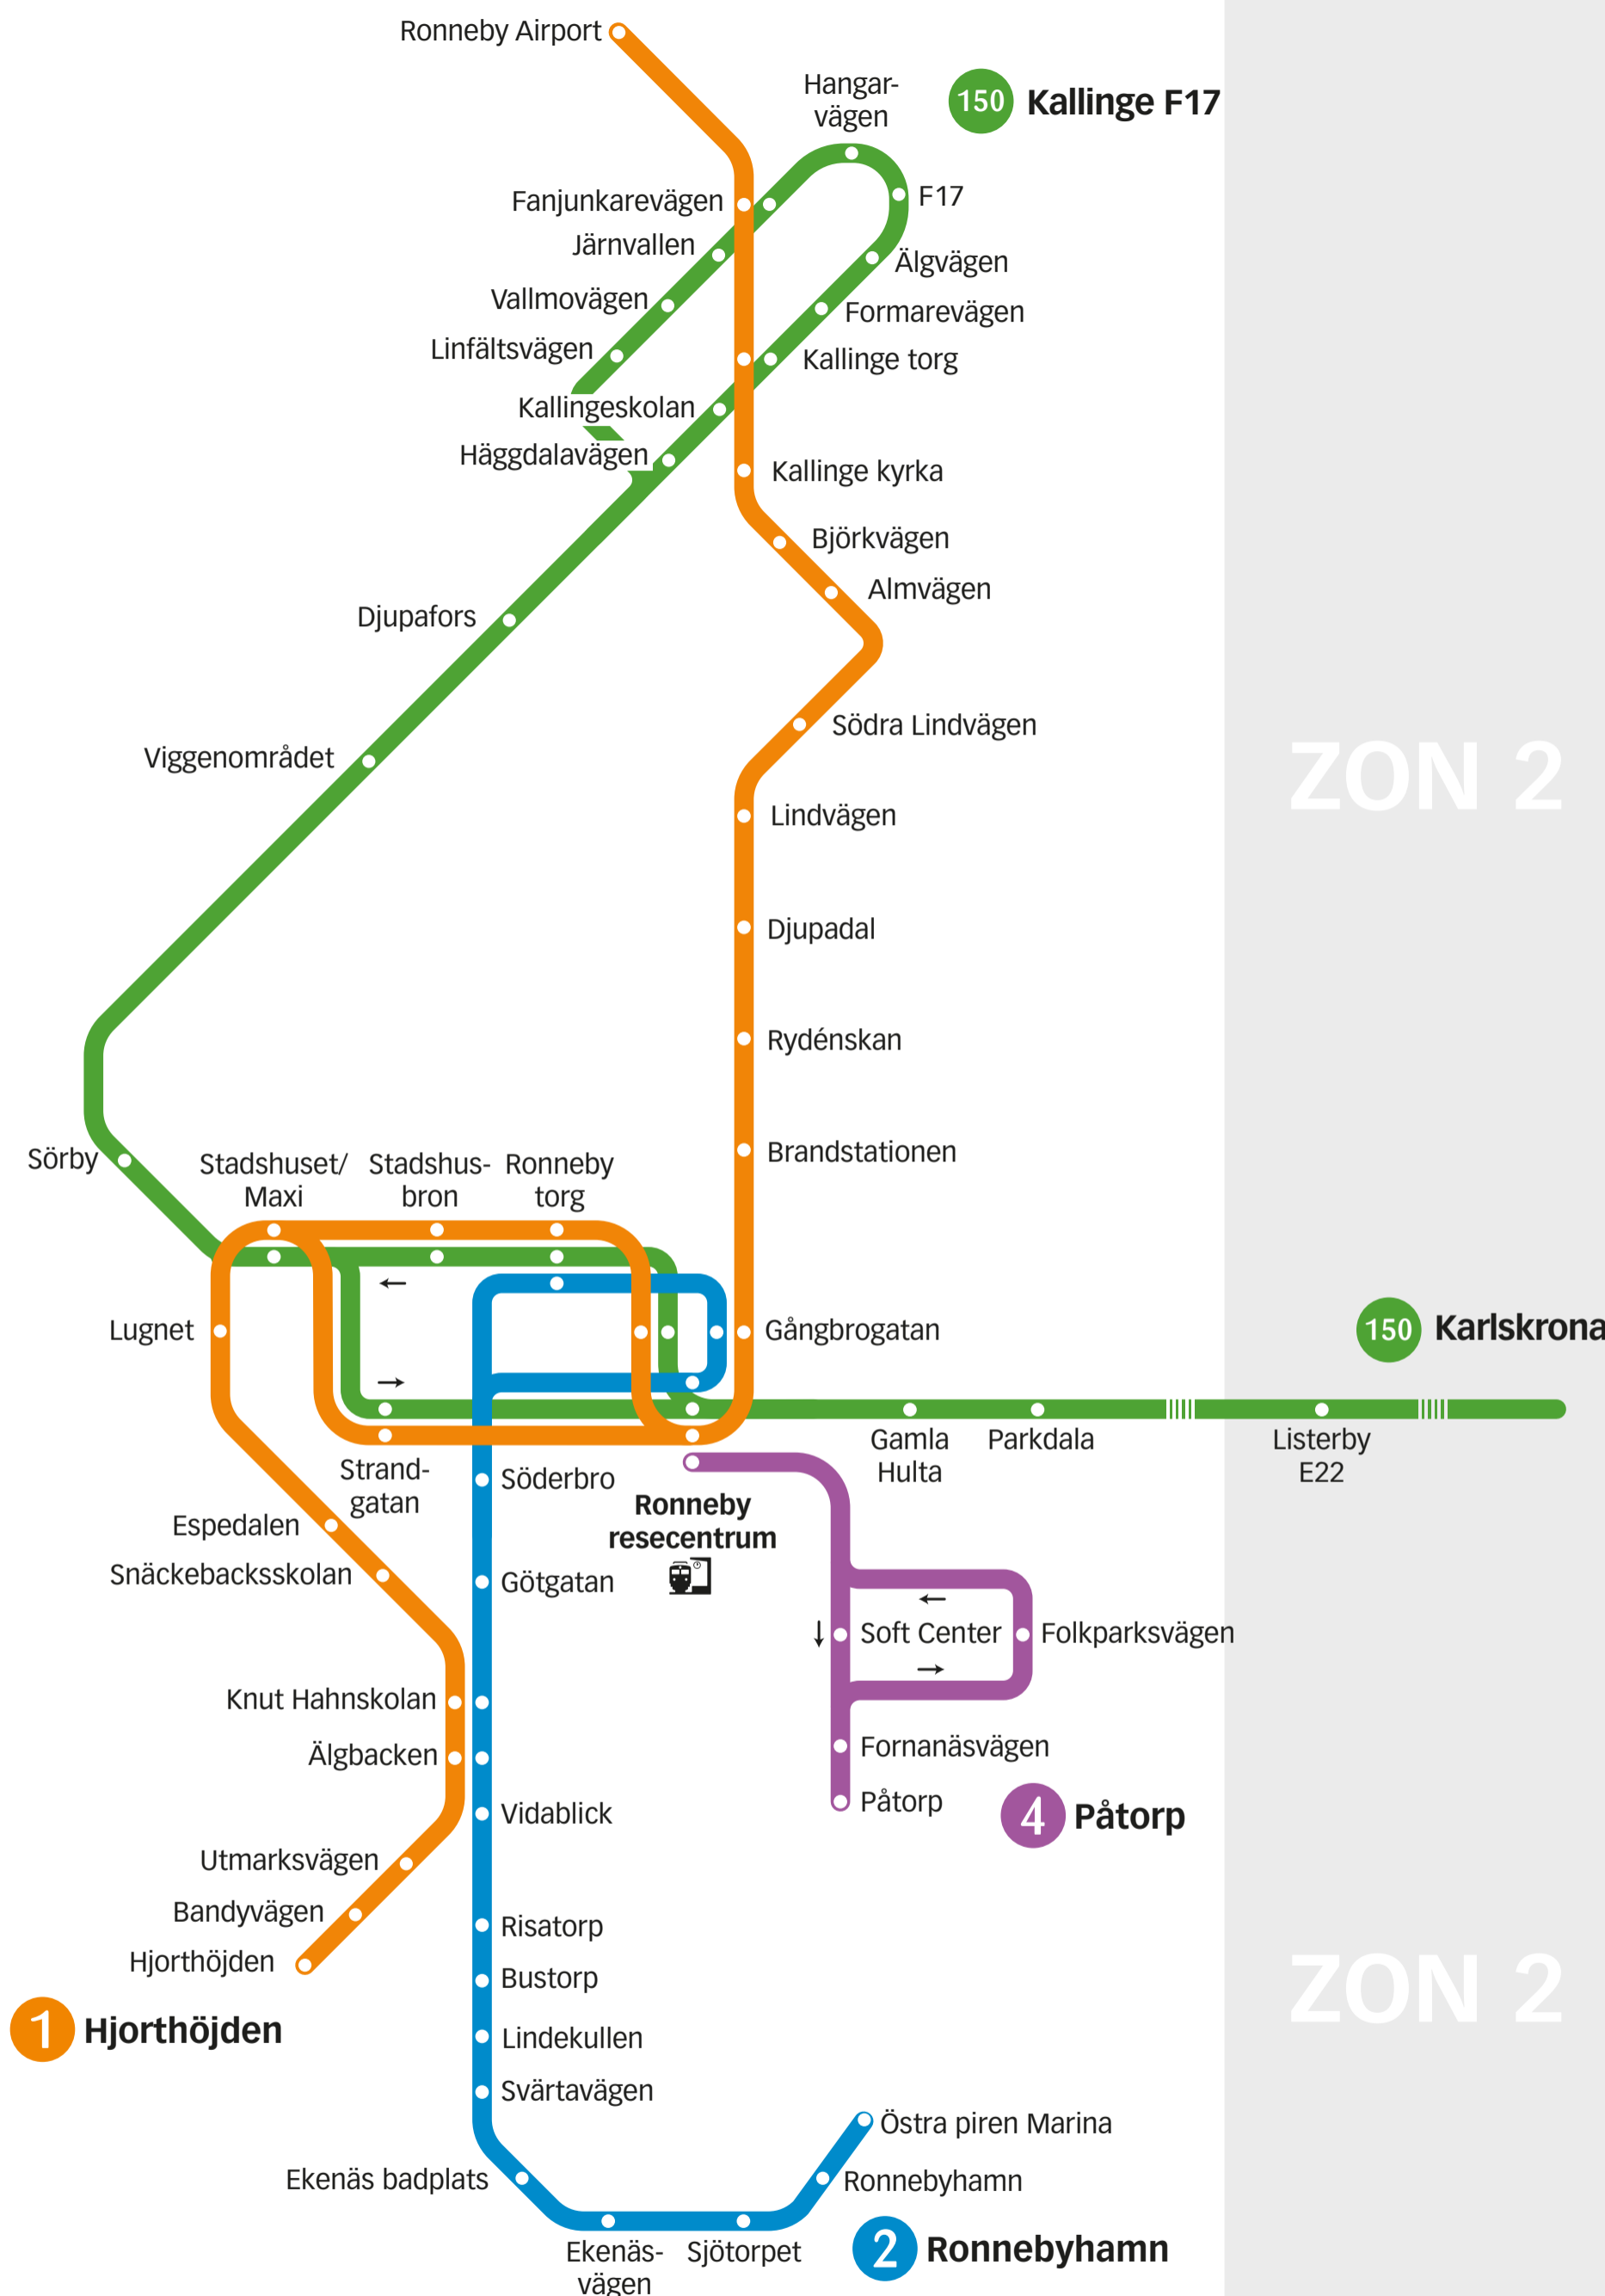 Ronneby Airport
Hangar-
vägen
150 Kallinge F17
Fanjunkarevägen
F17
Järnvallen
Älgvägen
Vallmovägen
Formarevägen
Linfältsvägen
Kallinge torg
Kallingeskolan
Häggdalavägen
Kallinge kyrka
Björkvägen
Almvägen
Djupafors
Södra Lindvägen
Viggenområdet
ZON 2
Lindvägen
Djupadal
Rydénskan
Brandstationen
Sörby
Stadshuset/
Maxi
Stadshus-
bron
Ronneby
torg
Lugnet
Gångbrogatan
150 Karlskrona
Gamla
Hulta
Parkdala
Listerby
E22
Strand-
gatan
Söderbro
Ronneby
resecentrum
Espedalen
Snäckebacksskolan
Götgatan
Soft Center
Folkparksvägen
Knut Hahnskolan
Älgbacken
Fornanäsvägen
Påtorp
4 Påtorp
Vidablick
Utmarksvägen
Bandyvägen
Hjorthöjden
Risatorp
Bustorp
ZON 2
1 Hjorthöjden
Lindekullen
Svärtavägen
Östra piren Marina
Ekenäs badplats
Ronnebyhamn
Ekenäs-
vägen
Sjötorpet
2 Ronnebyhamn